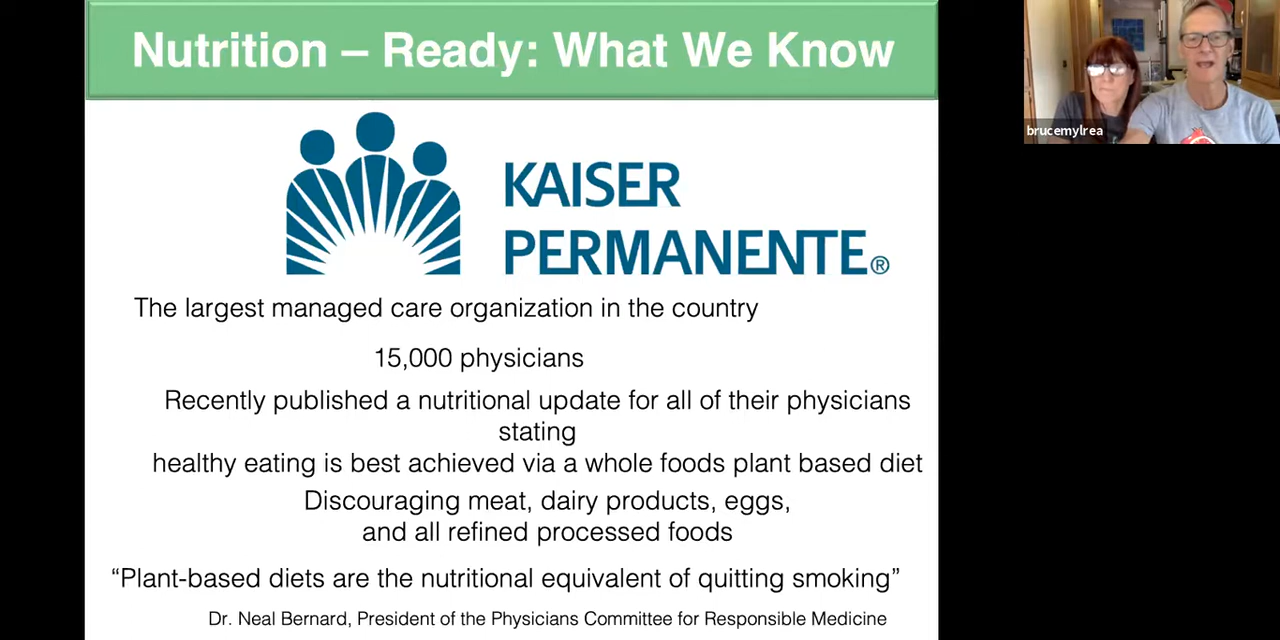 Nutrition – Ready: What We Know
KAISER
PERMANENTE®
The largest managed care organization in the country
15,000 physicians
Recently published a nutritional update for all of their physicians
stating
healthy eating is best achieved via a whole foods plant based diet
Discouraging meat, dairy products, eggs,
and all refined processed foods
“Plant-based diets are the nutritional equivalent of quitting smoking”
Dr. Neal Bernard, President of the Physicians Committee for Responsible Medicine
brucemylrea